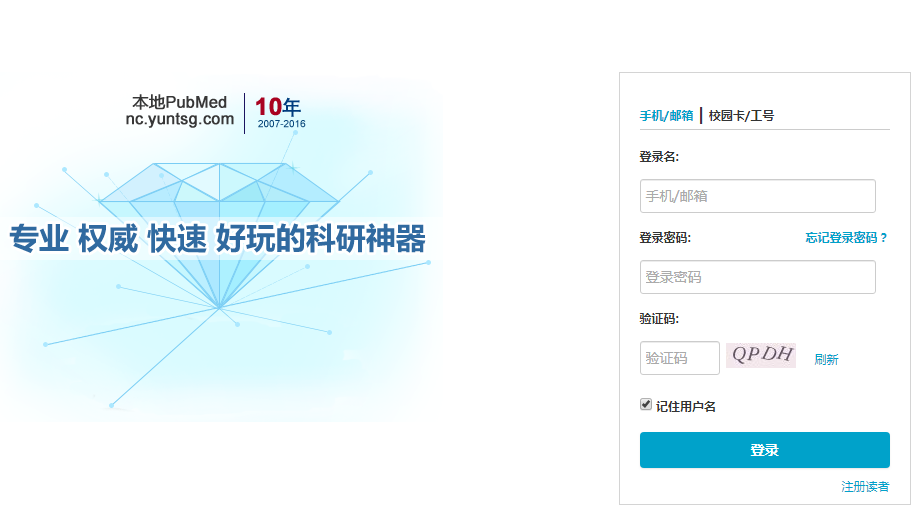 本地PubMed
nc.yuntsg.com
10年
2007-2016
专业 权威 快速 好玩的科研神器
手机/邮箱 | 校园卡/工号
登录名:
手机/邮箱
登录密码: 忘记登录密码？
登录密码
验证码:
验证码 QPDH 刷新
记住用户名
登录
注册读者